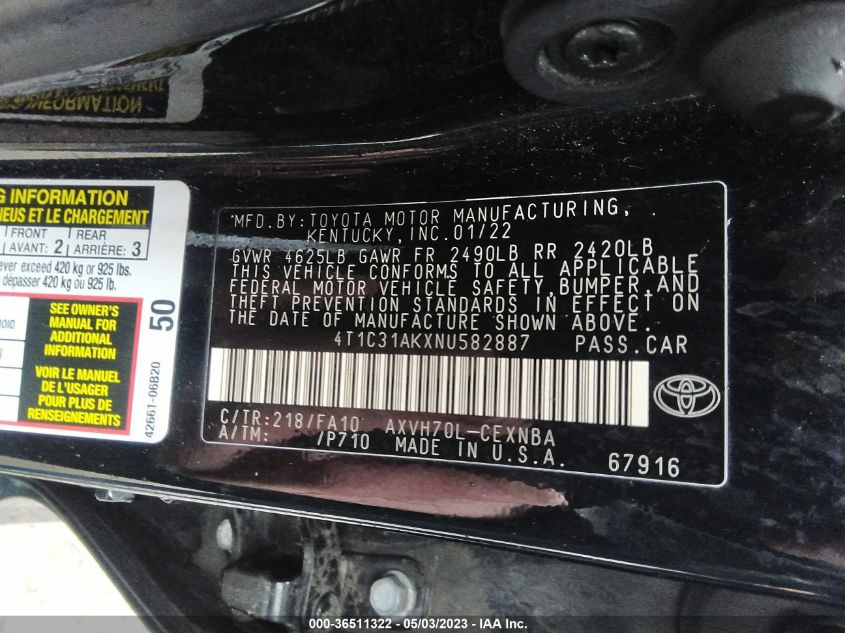 G INFORMATION
NEUS ET LE CHARGEMENT
FRONT REAR
AVANT: 2 ARRIÈRE: 3
ever exceed 420 kg or 925 lbs.
dépasser 420 kg ou 925 lb.
SEE OWNER'S
MANUAL FOR
ADDITIONAL
INFORMATION
VOIR LE MANUEL
DE L'USAGER
POUR PLUS DE
RENSEIGNEMENTS
50
42661-06B20
MFD.BY:TOYOTA MOTOR MANUFACTURING,
KENTUCKY,INC.01/22
GVWR 4625LB GAWR FR 2490LB RR 2420LB
THIS VEHICLE CONFORMS TO ALL APPLICABLE
FEDERAL MOTOR VEHICLE SAFETY,BUMPER,AND
THEFT PREVENTION STANDARDS IN EFFECT ON
THE DATE OF MANUFACTURE SHOWN ABOVE.
4T1C31AKXNU582887 PASS.CAR
C/TR:218/FA10 AXVH70L-CEXNBA
A/TM: /P710 MADE IN U.S.A. 67916
000-36511322 - 05/03/2023 - IAA Inc.